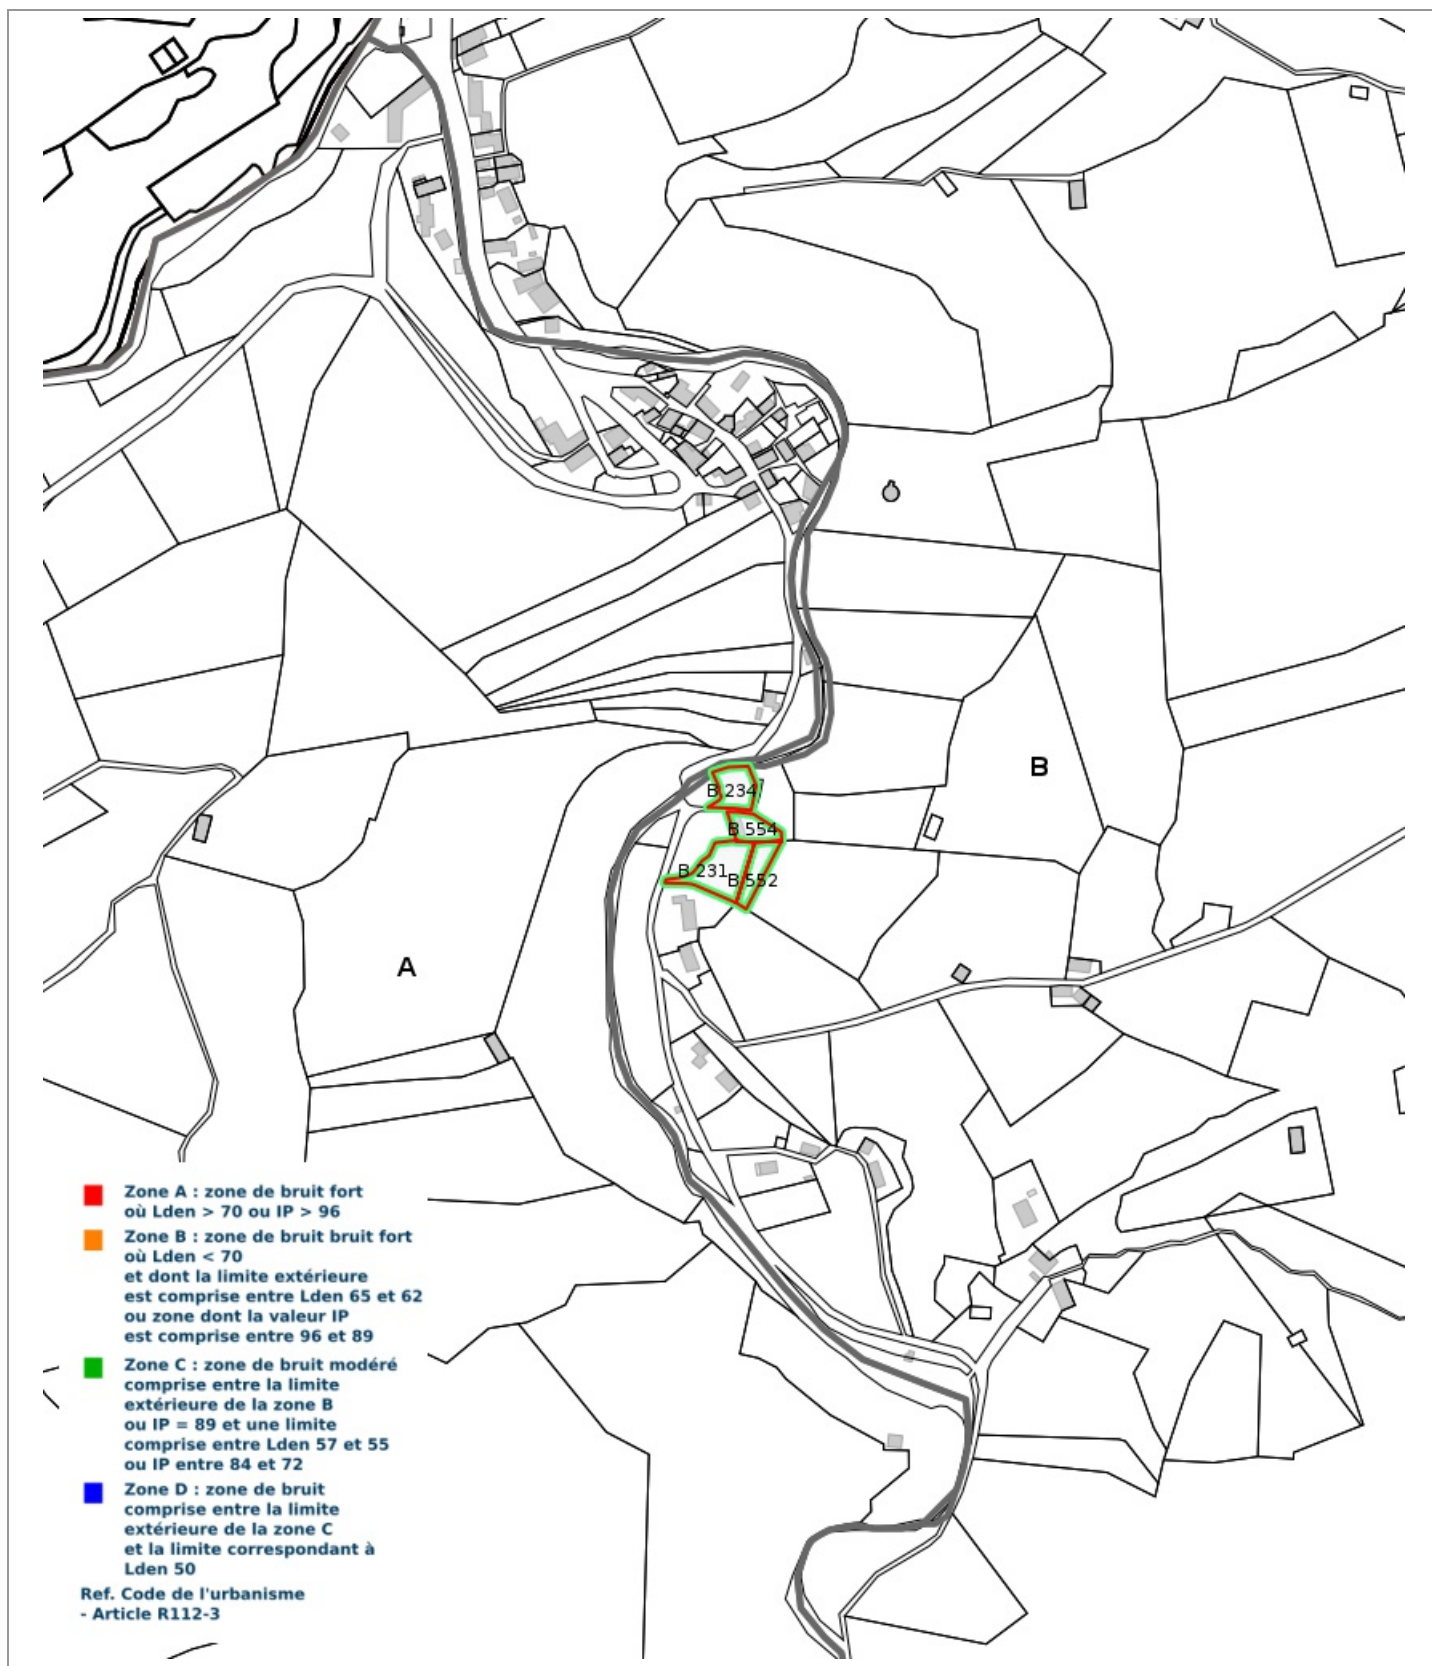 B
B 234
B 554
B 231
B 552
A
Zone A : zone de bruit fort
où Lden > 70 ou IP > 96
Zone B : zone de bruit bruit fort
où Lden < 70
et dont la limite extérieure
est comprise entre Lden 65 et 62
ou zone dont la valeur IP
est comprise entre 96 et 89
Zone C : zone de bruit modéré
comprise entre la limite
extérieure de la zone B
ou IP = 89 et une limite
comprise entre Lden 57 et 55
ou IP entre 84 et 72
Zone D : zone de bruit
comprise entre la limite
extérieure de la zone C
et la limite correspondant à
Lden 50
Ref. Code de l'urbanisme
- Article R112-3